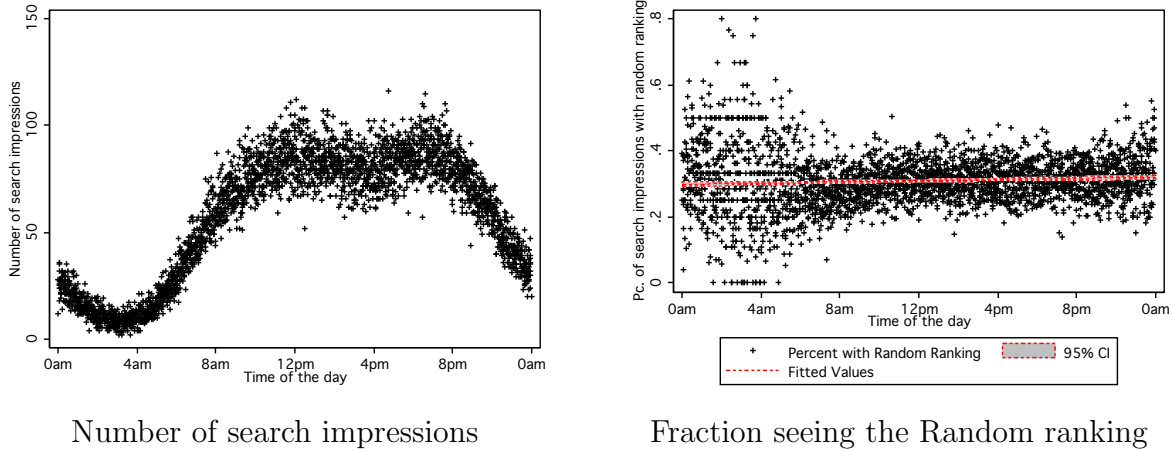 Number of search impressions
150
100
50
0
0am 4am 8am 12pm 4pm 8pm 0am
Time of the day
Number of search impressions
Pc. of search impressions with random ranking
.8
.6
.4
.2
0
0am 4am 8am 12pm 4pm 8pm 0am
Time of the day
Percent with Random Ranking 95% CI
Fitted Values
Fraction seeing the Random ranking